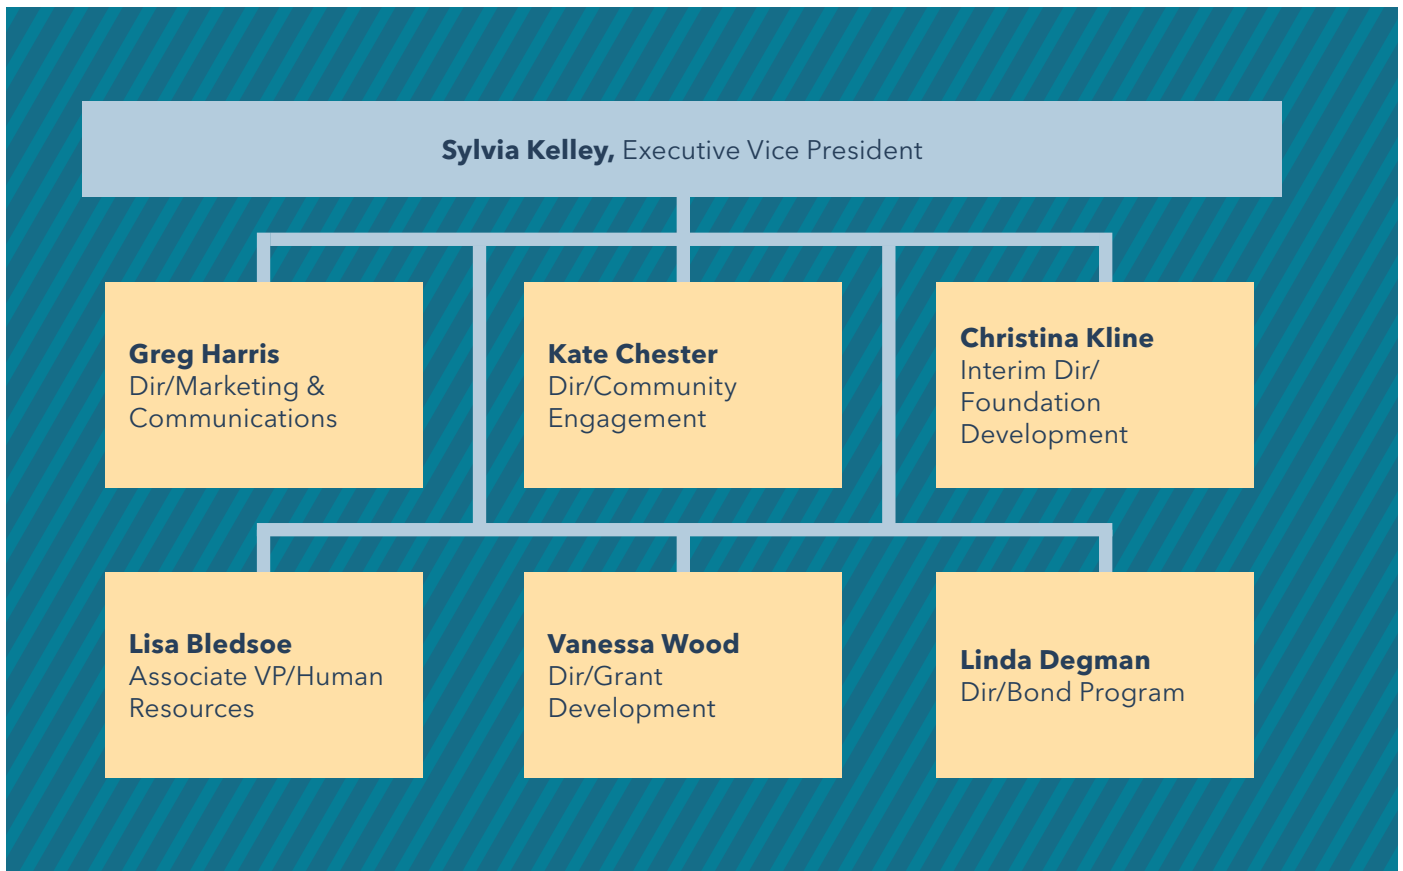 Sylvia Kelley, Executive Vice President
Greg Harris
Dir/Marketing &
Communications
Kate Chester
Dir/Community
Engagement
Christina Kline
Interim Dir/
Foundation
Development
Lisa Bledsoe
Associate VP/Human
Resources
Vanessa Wood
Dir/Grant
Development
Linda Degman
Dir/Bond Program